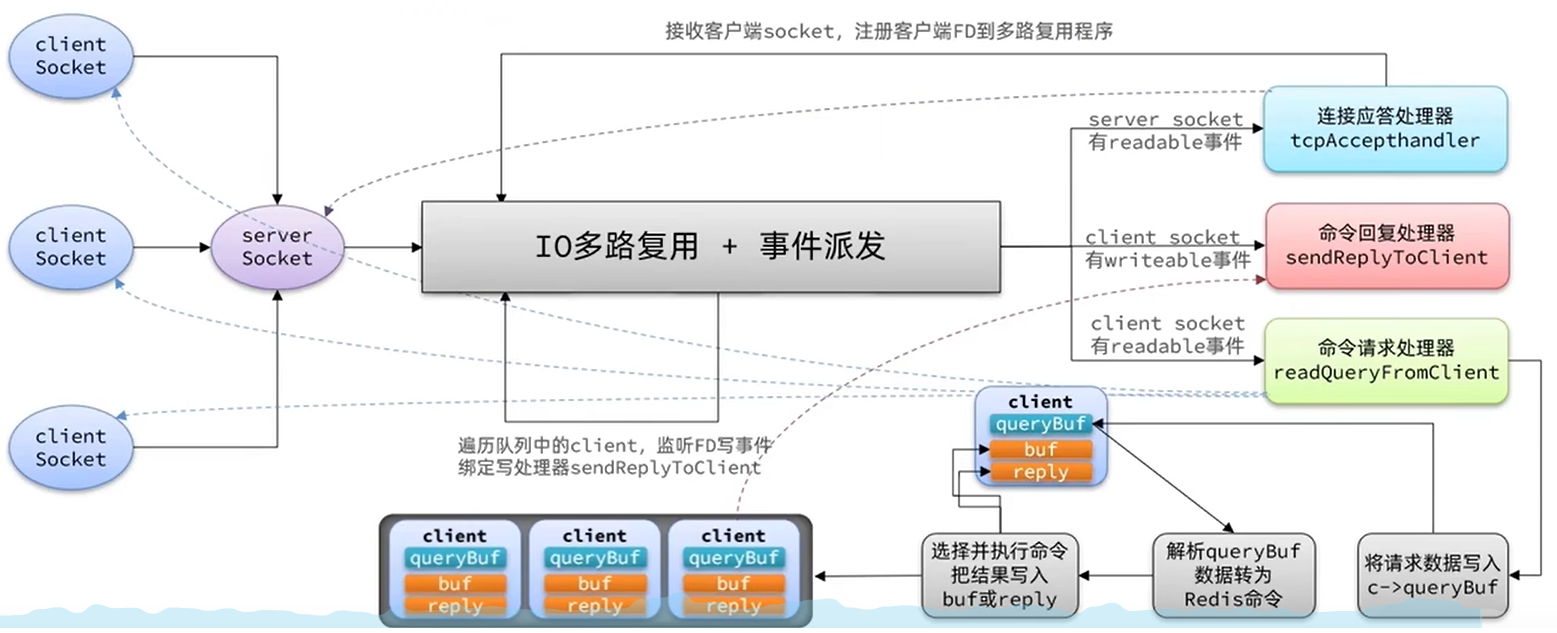 接收客户端socket，注册客户端FD到多路复用程序
client
Socket
client
Socket
client
Socket
server
Socket
IO多路复用 + 事件派发
server socket
有readable事件
client socket
有writeable事件
client socket
有readable事件
连接应答处理器
tcpAccepthandler
命令回复处理器
sendReplyToClient
命令请求处理器
readQueryFromClient
遍历队列中的client，监听FD写事件
绑定写处理器sendReplyToClient
client
queryBuf
buf
reply
client
queryBuf
buf
reply
client
queryBuf
buf
reply
client
queryBuf
buf
reply
选择并执行命令
把结果写入
buf或reply
解析queryBuf
数据转为
Redis命令
将请求数据写入
c->queryBuf